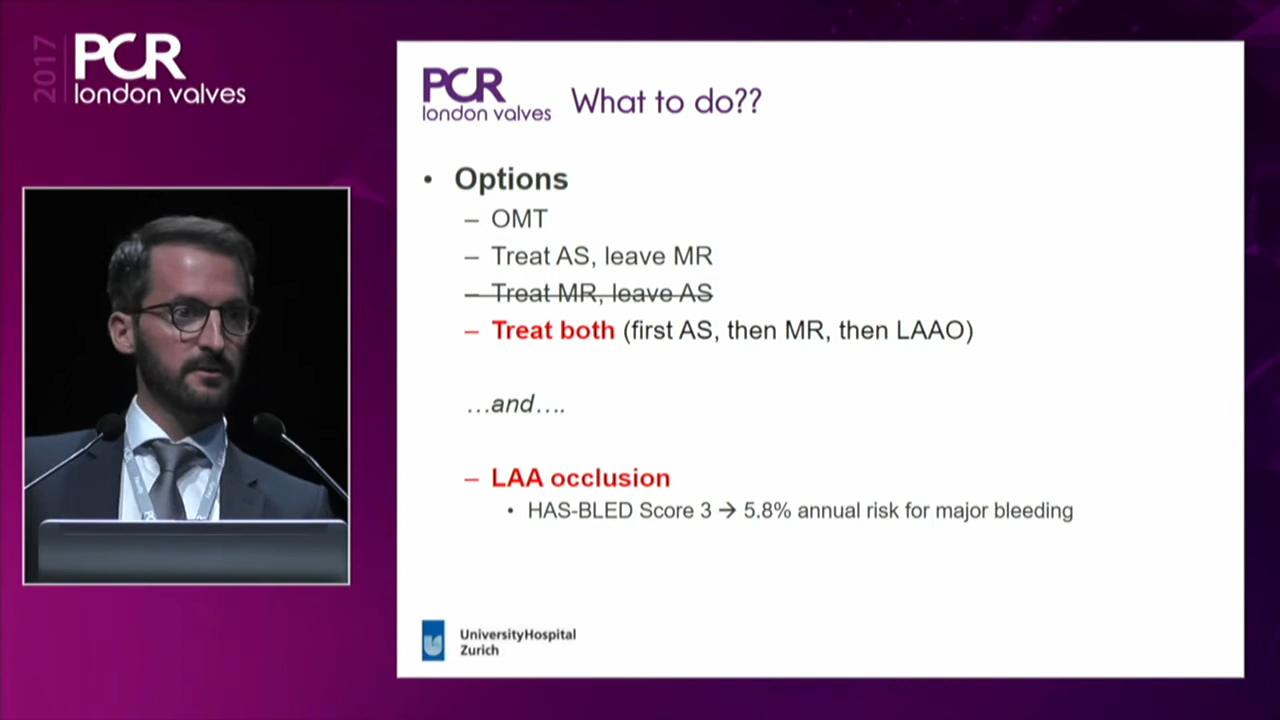 2017
PCR
london valves
PCR
london valves
What to do??
• Options
– OMT
– Treat AS, leave MR
– Treat MR, leave AS
– Treat both (first AS, then MR, then LAAO)
…and….
– LAA occlusion
• HAS-BLED Score 3 → 5.8% annual risk for major bleeding
UniversityHospital
Zurich